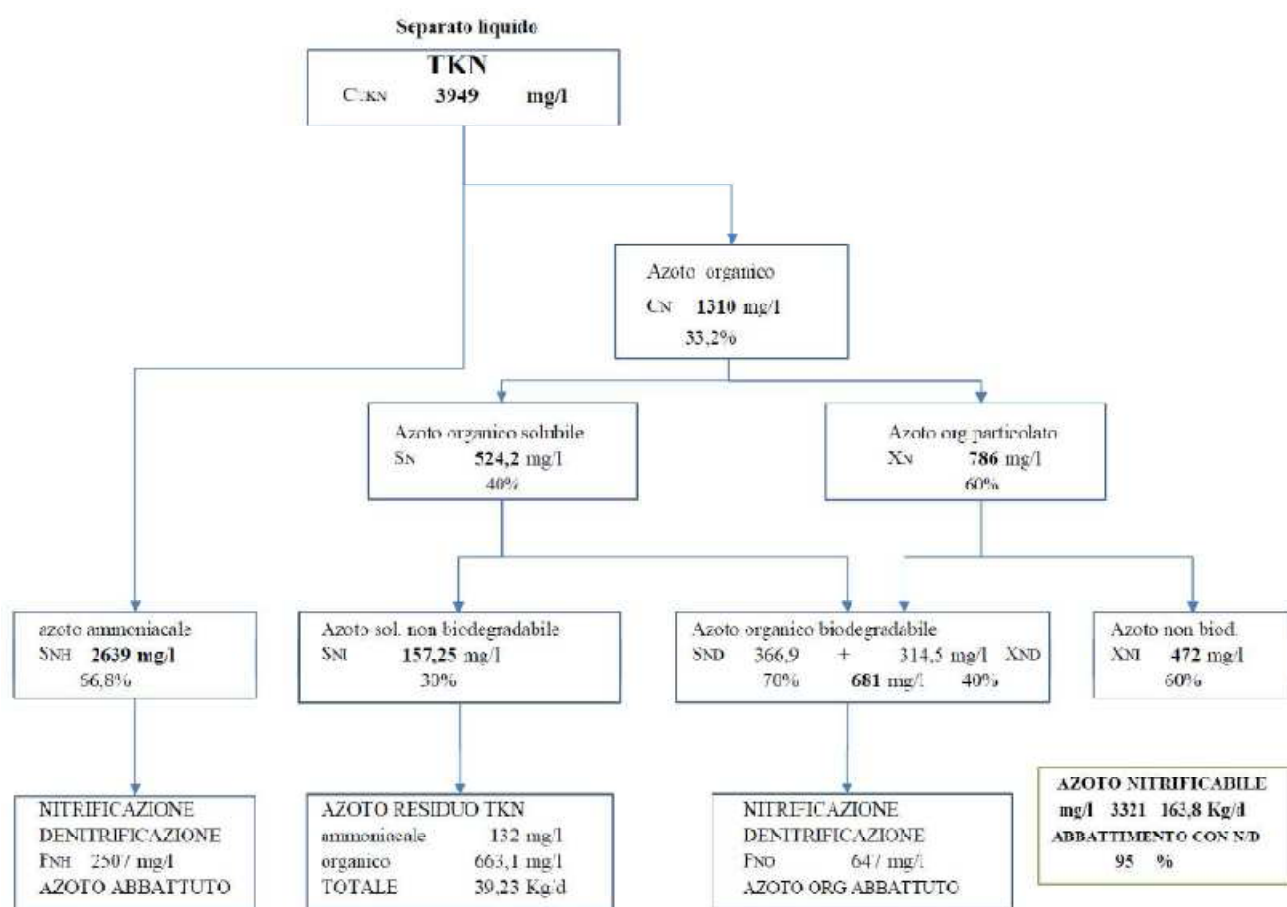 Separato liquido
TKN
CTKN 3949 mg/l
Azoto organico
CN 1310 mg/l
33,2%
Azoto organico solubile
SN 524,2 mg/l
40%
Azoto org particolato
XN 786 mg/l
60%
azoto ammoniacale
SNH 2639 mg/l
66,8%
Azoto sol. non biodegradabile
SNI 157,25 mg/l
30%
Azoto organico biodegradabile
SND 366,9 + 314,5 mg/l XND
70% 681 mg/l 40%
Azoto non biod.
XNI 472 mg/l
60%
NITRIFICAZIONE
DENITRIFICAZIONE
FNH 2507 mg/l
AZOTO ABBATTUTO
AZOTO RESIDUO TKN
ammoniacale 132 mg/l
organico 663,1 mg/l
TOTALE 39,23 Kg/d
NITRIFICAZIONE
DENITRIFICAZIONE
FNO 647 mg/l
AZOTO ORG ABBATTUTO
AZOTO NITRIFICABILE
mg/l 3321 163,8 Kg/d
ABBATTIMENTO CON N/D
95 %